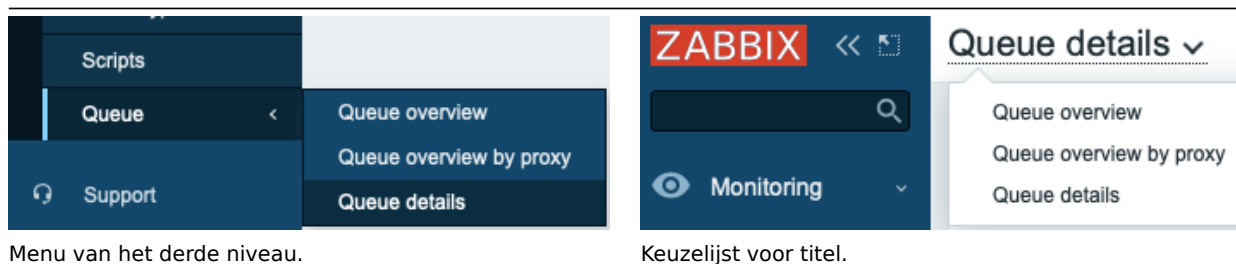 Scripts
Queue
Queue overview
Queue overview by proxy
Queue details
Support
Menu van het derde niveau.
ZABBIX
Queue details
Queue overview
Queue overview by proxy
Queue details
Monitoring
Keuzelijst voor titel.